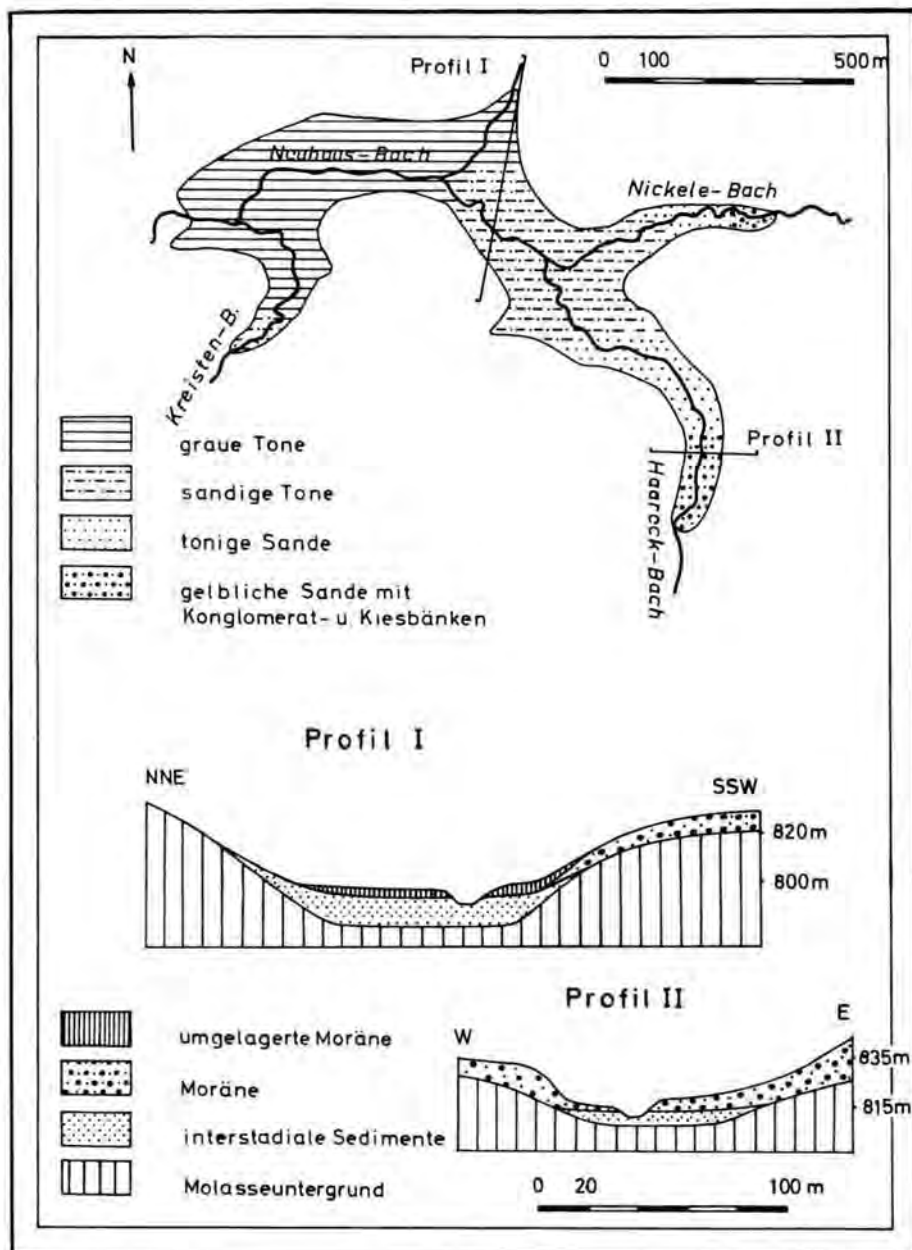 N
Profil I
0 100 500m
Neuhaus-Bach
Nickele-Bach
Kreisten-B.
Profil II
Haareck-Bach
graue Tone
sandige Tone
tonige Sande
gelbliche Sande mit
Konglomerat- u. Kiesbänken
Profil I
NNE
SSW
820m
800m
Profil II
W
E
835m
815m
umgelagerte Moräne
Moräne
interstadiale Sedimente
Molasseuntergrund
0 20 100 m